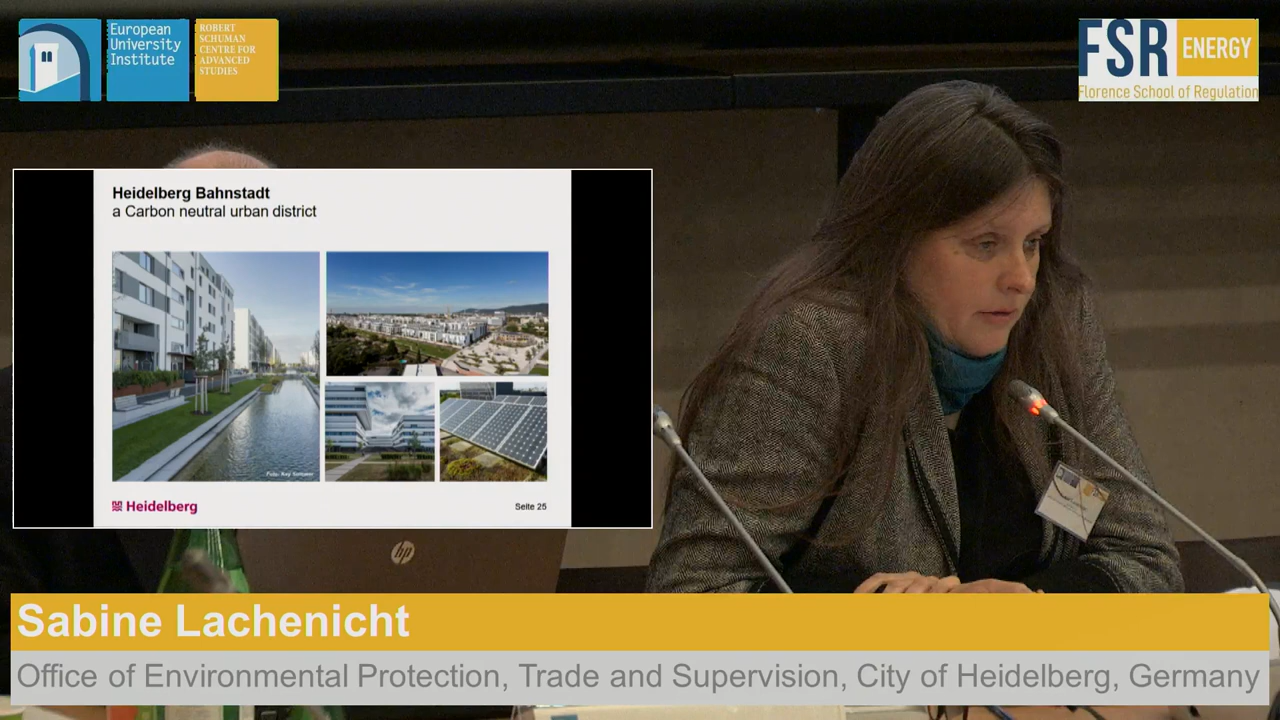 European
University
Institute
ROBERT
SCHUMAN
CENTRE FOR
ADVANCED
STUDIES
FSR ENERGY
Florence School of Regulation
Heidelberg Bahnstadt
a Carbon neutral urban district
Heidelberg
Seite 25
hp
Sabine Lachenicht
Office of Environmental Protection, Trade and Supervision, City of Heidelberg, Germany